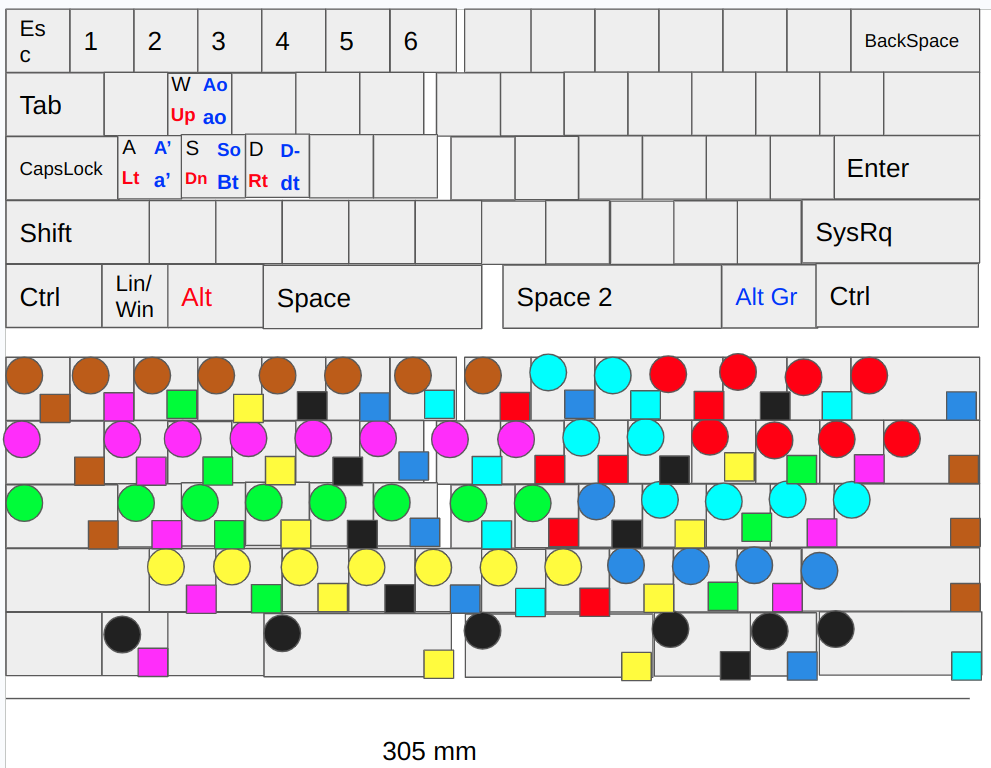 Es
c
1
2
3
4
5
6
BackSpace
Tab
W Ao
Up ao
CapsLock
A A’
Lt a’
S So
Dn Bt
D D-
Rt dt
Enter
Shift
SysRq
Ctrl
Lin/
Win
Alt
Space
Space 2
Alt Gr
Ctrl
305 mm